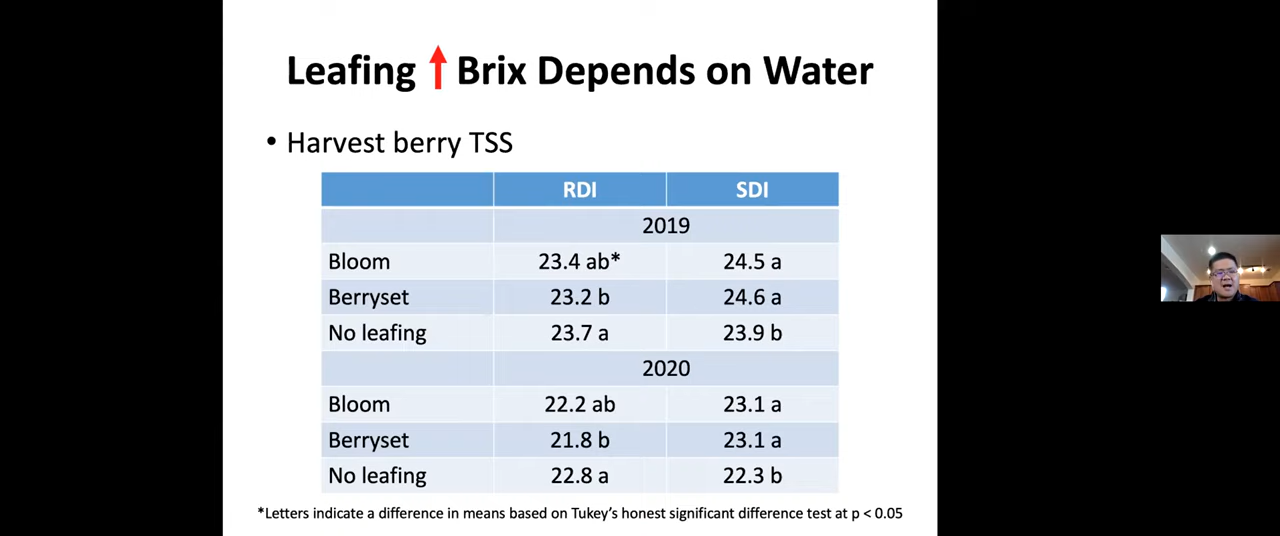 Leafing ↑ Brix Depends on Water
• Harvest berry TSS
RDI SDI
2019
Bloom 23.4 ab* 24.5 a
Berryset 23.2 b 24.6 a
No leafing 23.7 a 23.9 b
2020
Bloom 22.2 ab 23.1 a
Berryset 21.8 b 23.1 a
No leafing 22.8 a 22.3 b
*Letters indicate a difference in means based on Tukey's honest significant difference test at p < 0.05